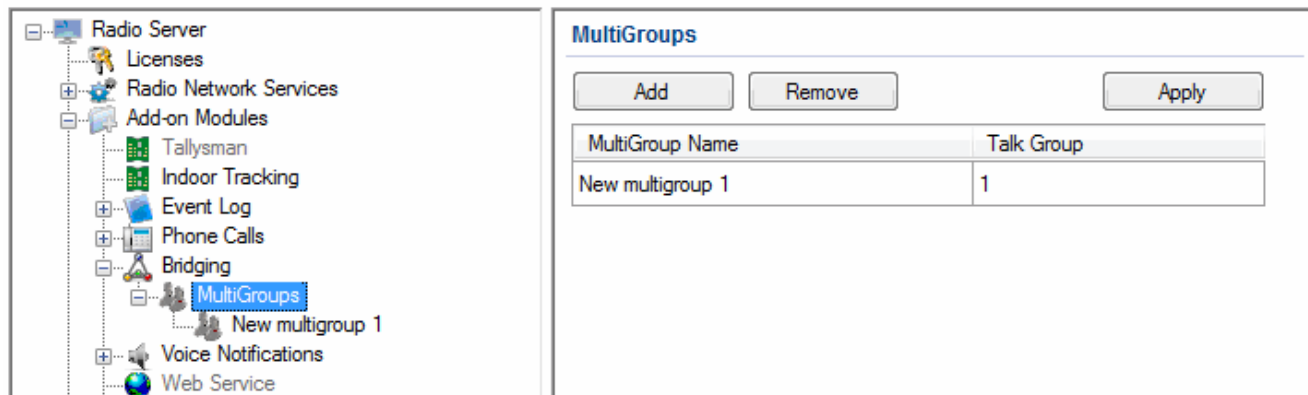 Radio Server
Licenses
Radio Network Services
Add-on Modules
Tallysman
Indoor Tracking
Event Log
Phone Calls
Bridging
MultiGroups
New multigroup 1
Voice Notifications
Web Service
MultiGroups
Add Remove Apply
MultiGroup Name Talk Group
New multigroup 1 1